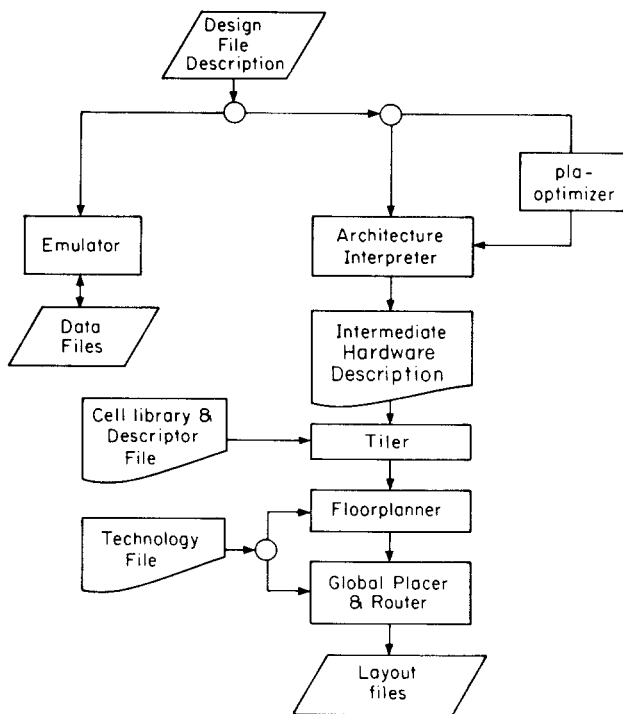 Design
File
Description
pla-
optimizer
Emulator
Architecture
Interpreter
Data
Files
Intermediate
Hardware
Description
Cell library &
Descriptor
File
Tiler
Technology
File
Floorplanner
Global Placer
& Router
Layout
files